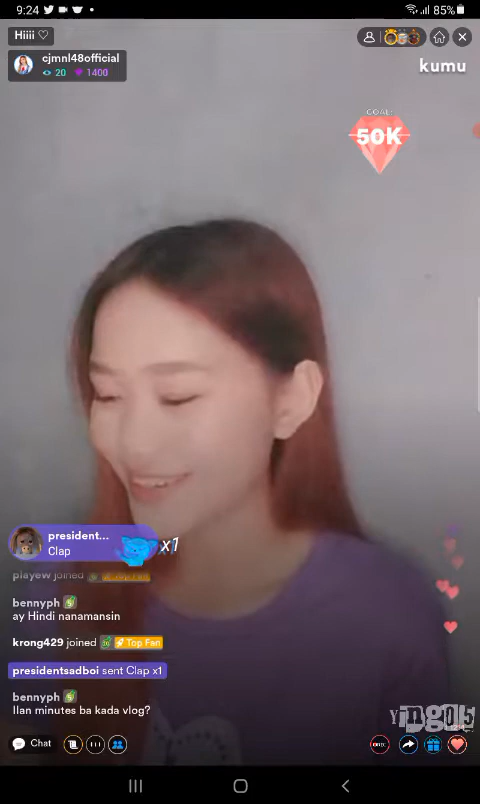 9:24
85%
Hiiii ♡
cjmnl48official
20 1400
kumu
GOAL:
50K
president...
Clap
x1
playew joined
bennyph
ay Hindi nanamansin
krong429 joined Top Fan
presidentsadboi sent Clap x1
bennyph
Ilan minutes ba kada vlog?
Chat